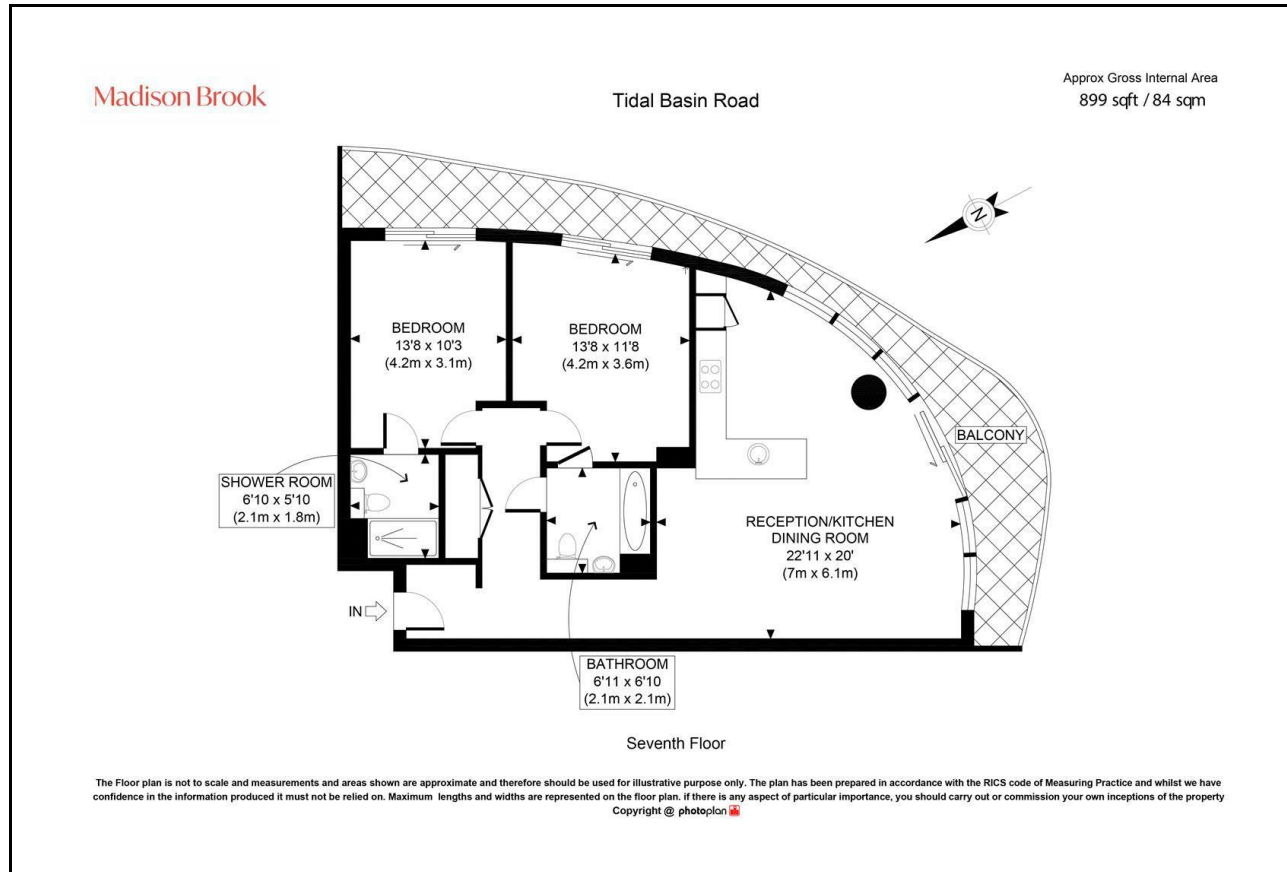 Madison Brook
Tidal Basin Road
Approx Gross Internal Area
899 sqft / 84 sqm
N
BEDROOM
13'8 x 10'3
(4.2m x 3.1m)
BEDROOM
13'8 x 11'8
(4.2m x 3.6m)
BALCONY
SHOWER ROOM
6'10 x 5'10
(2.1m x 1.8m)
RECEPTION/KITCHEN
DINING ROOM
22'11 x 20'
(7m x 6.1m)
IN
BATHROOM
6'11 x 6'10
(2.1m x 2.1m)
Seventh Floor
The Floor plan is not to scale and measurements and areas shown are approximate and therefore should be used for illustrative purpose only. The plan has been prepared in accordance with the RICS code of Measuring Practice and whilst we have
confidence in the information produced it must not be relied on. Maximum lengths and widths are represented on the floor plan. if there is any aspect of particular importance, you should carry out or commission your own inceptions of the property
Copyright @ photoplan